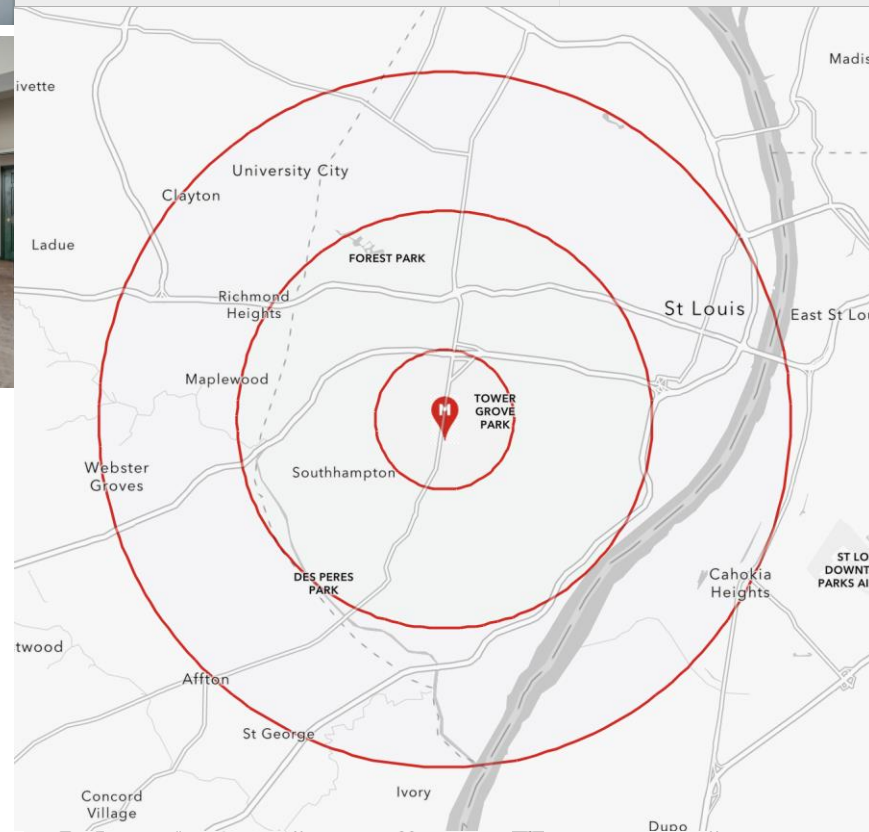 Madis
ivette
University City
Clayton
Ladue
FOREST PARK
Richmond
Heights
St Louis
East St Lou
Maplewood
M
TOWER
GROVE
PARK
Webster
Groves
Southhampton
DES PERES
PARK
Cahokia
Heights
ST LO
DOWNT
PARKS AI
twood
Affton
St George
Ivory
Concord
Village
Dupo